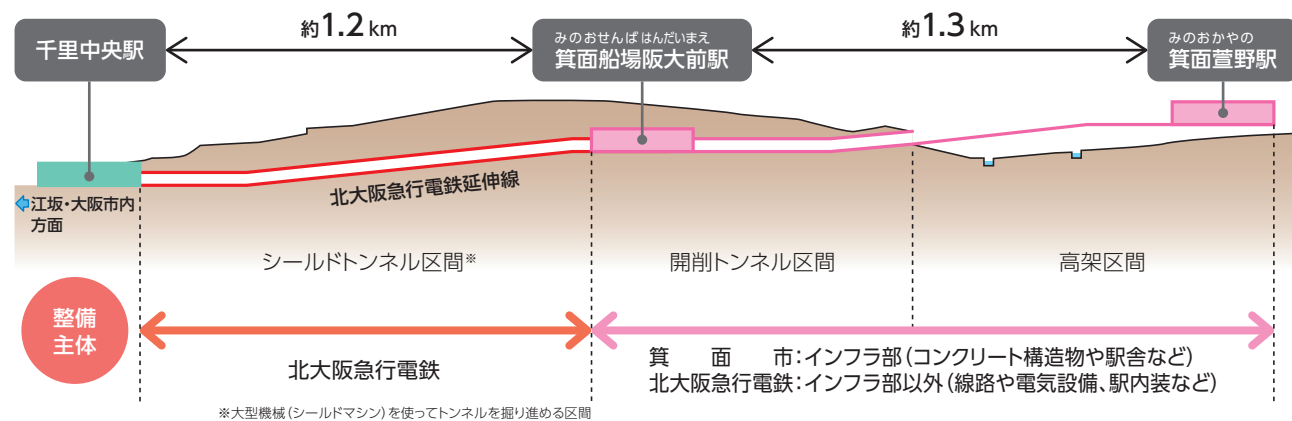 約1.2km
約1.3km
千里中央駅
みのおせんばはんだいまえ
箕面船場阪大前駅
みのおかやの
箕面萱野駅
北大阪急行電鉄延伸線
江坂・大阪市内
方面
シールドトンネル区間※
開削トンネル区間
高架区間
整備
主体
北大阪急行電鉄
箕面市:インフラ部(コンクリート構造物や駅舎など)
北大阪急行電鉄:インフラ部以外(線路や電気設備、駅内装など)
※大型機械(シールドマシン)を使ってトンネルを掘り進める区間